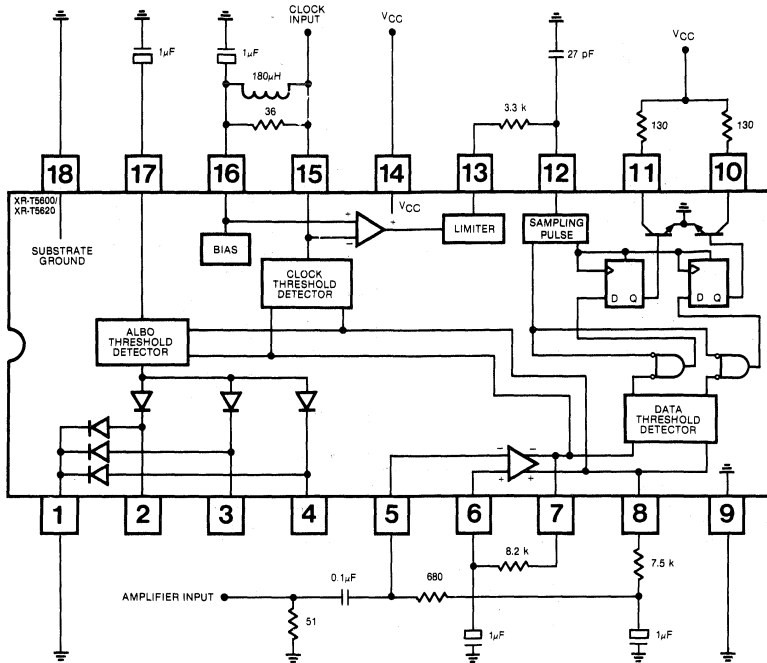 CLOCK
INPUT
VCC
VCC
1μF
1μF
27 pF
180μH
36
3.3 k
130
130
18
17
16
15
14
13
12
11
10
XR-T5600/
XR-T5620
SUBSTRATE
GROUND
BIAS
+
−
+
VCC
LIMITER
SAMPLING
PULSE
CLOCK
THRESHOLD
DETECTOR
D Q
D Q
ALBO
THRESHOLD
DETECTOR
DATA
THRESHOLD
DETECTOR
− −
+ +
1
2
3
4
5
6
7
8
9
8.2 k
7.5 k
0.1μF
680
AMPLIFIER INPUT
51
1μF
1μF